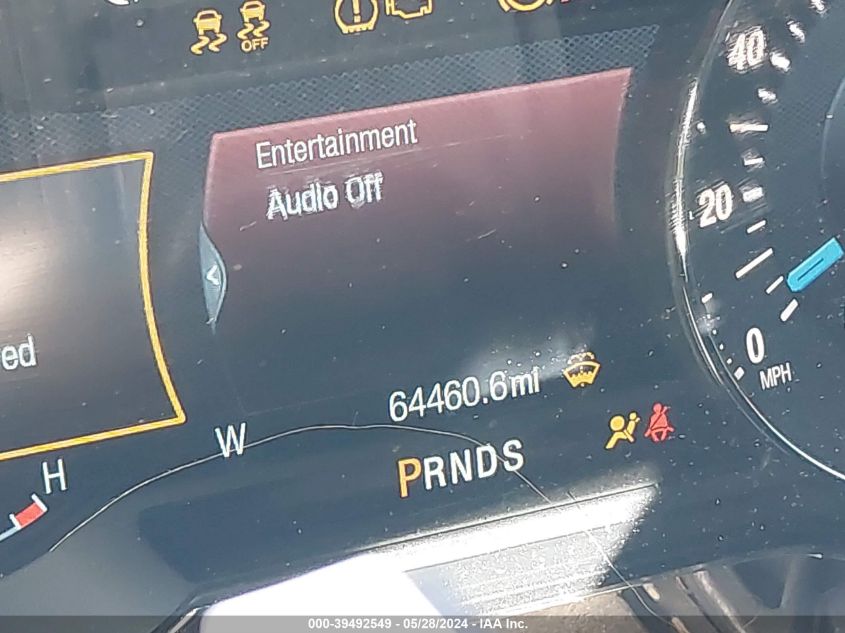 OFF
40
Entertainment
Audio Off
20
ed
0
MPH
64460.6mi
W
H
PRNDS
000-39492549 - 05/28/2024 - IAA Inc.